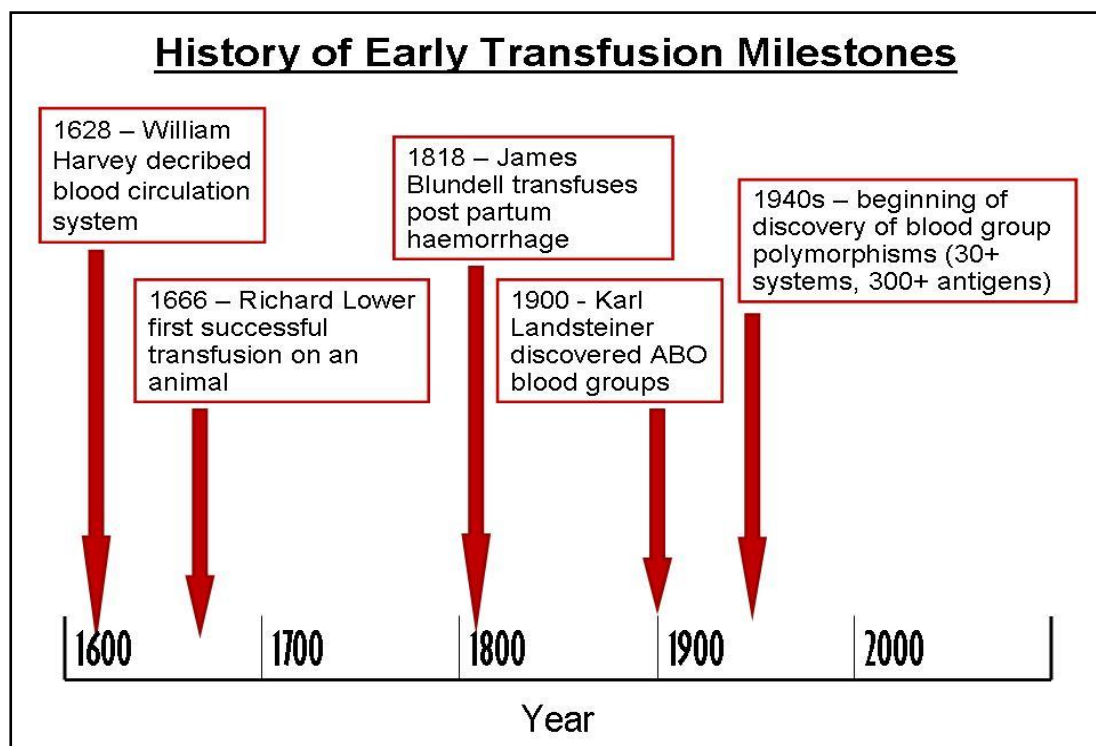 History of Early Transfusion Milestones
1628 – William
Harvey decribed
blood circulation
system
1666 – Richard Lower
first successful
transfusion on an
animal
1818 – James
Blundell transfuses
post partum
haemorrhage
1900 - Karl
Landsteiner
discovered ABO
blood groups
1940s – beginning of
discovery of blood group
polymorphisms (30+
systems, 300+ antigens)
1600 1700 1800 1900 2000
Year